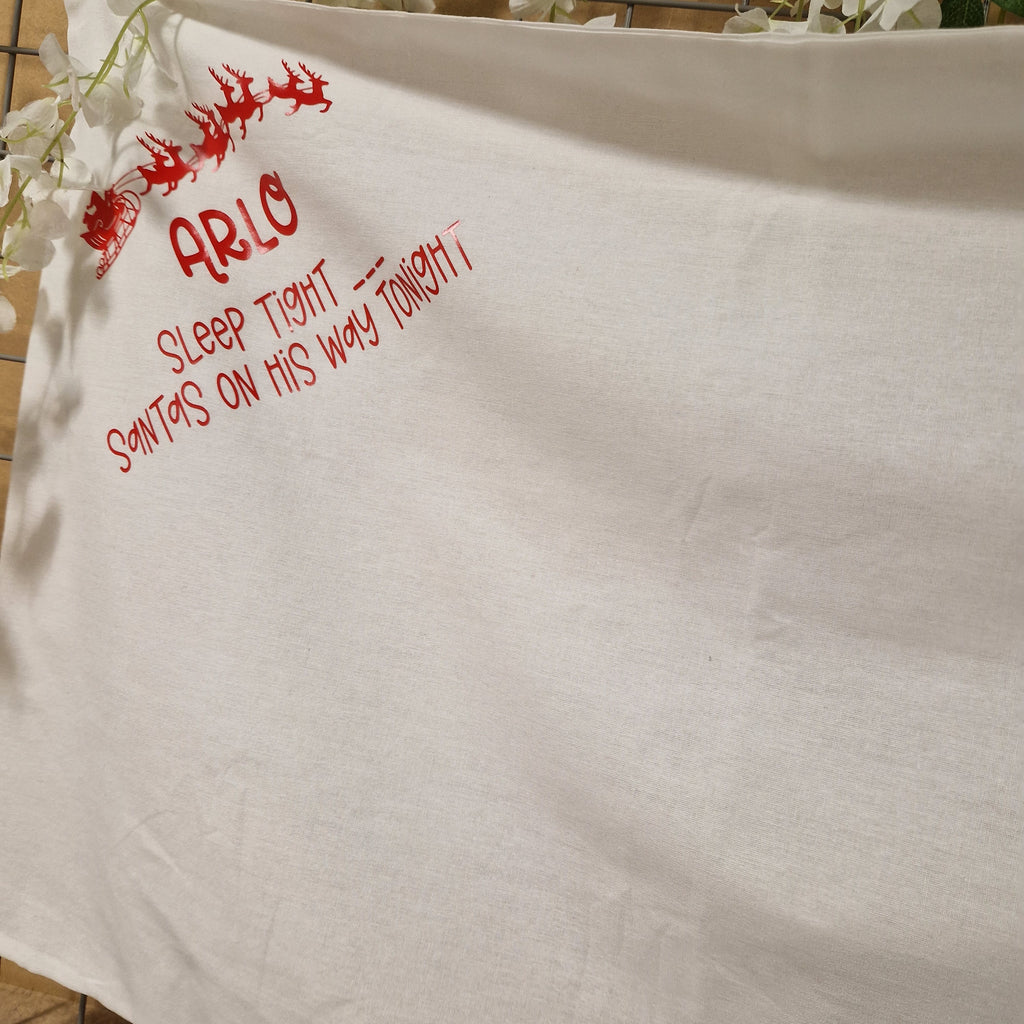 ARLO
SLeeP TigHT ---
SaNTaS ON HiS WaY TONigHT